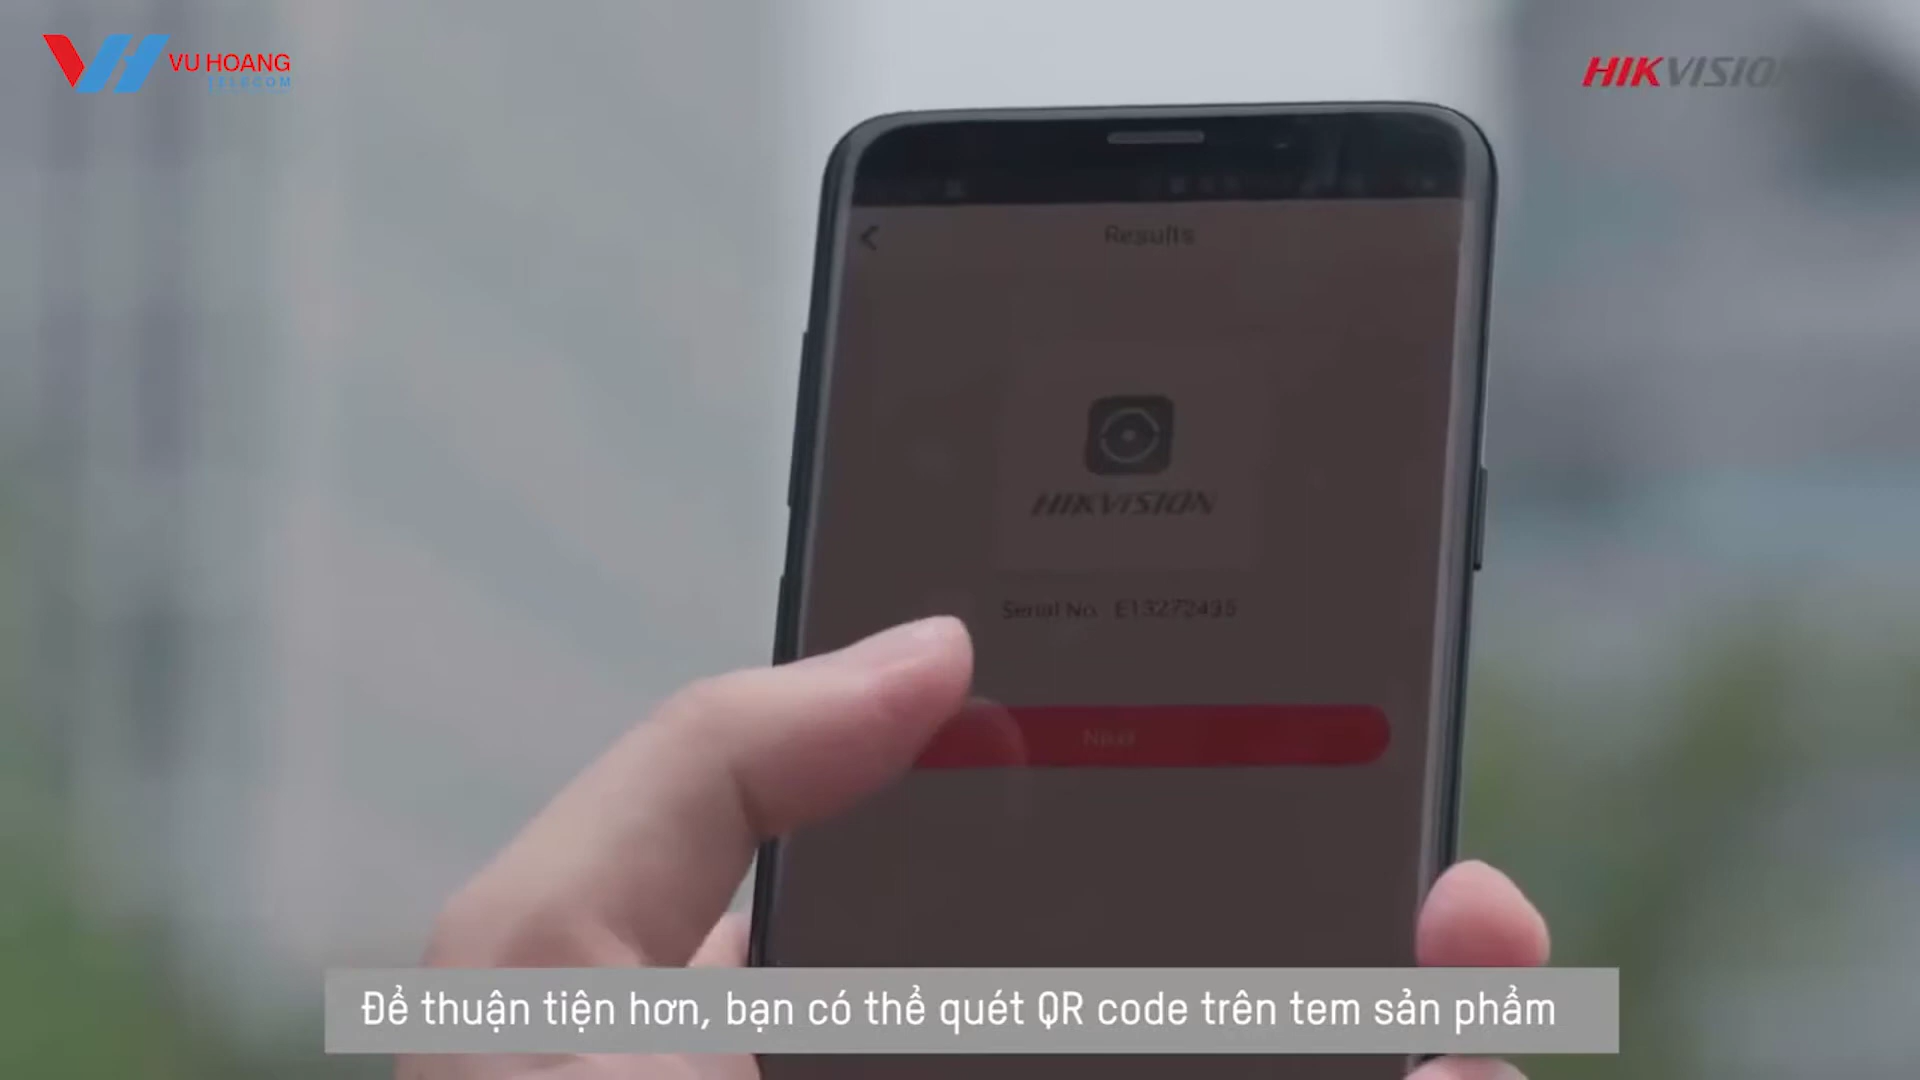 VU HOANG
TELECOM
HIKVISION
Results
HIKVISION
Serial No. E13272435
Next
Để thuận tiện hơn, bạn có thể quét QR code trên tem sản phẩm